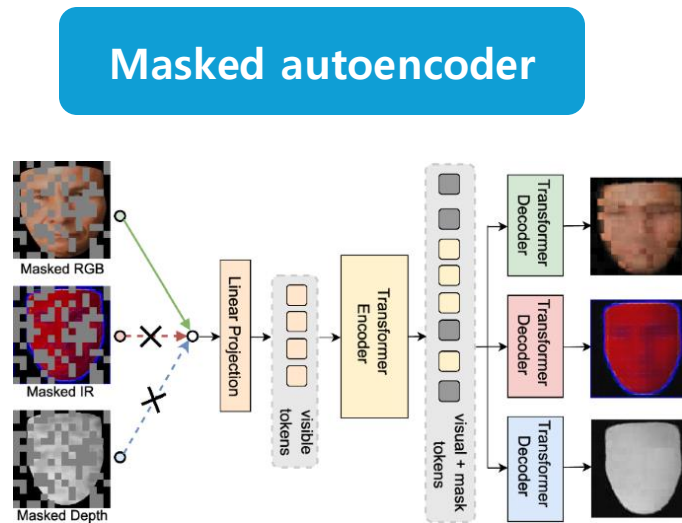 Masked autoencoder
Masked RGB
Masked IR
Masked Depth
Linear Projection
visible
tokens
Transformer
Encoder
visual + mask
tokens
Transformer
Decoder
Transformer
Decoder
Transformer
Decoder